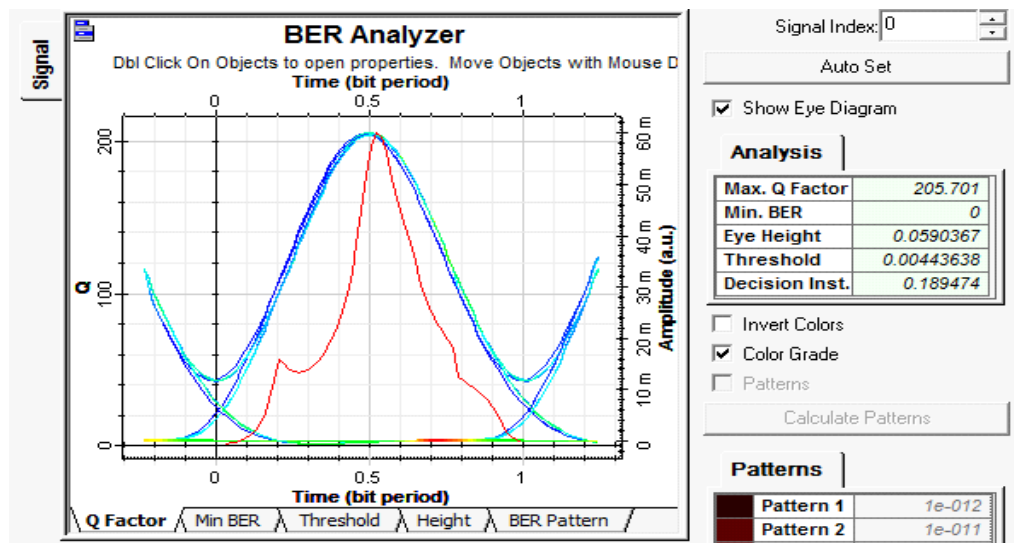 Signal
BER Analyzer
Dbl Click On Objects to open properties. Move Objects with Mouse D
Time (bit period)
0 0.5 1
Q
0 100 200
Amplitude (a.u.)
0 10 m 20 m 30 m 40 m 50 m 60 m
0 0.5 1
Time (bit period)
Q Factor Min BER Threshold Height BER Pattern
Signal Index: 0
Auto Set
Show Eye Diagram
Analysis
Max. Q Factor 205.701
Min. BER 0
Eye Height 0.0590367
Threshold 0.00443638
Decision Inst. 0.189474
Invert Colors
Color Grade
Patterns
Calculate Patterns
Patterns
Pattern 1 1e-012
Pattern 2 1e-011